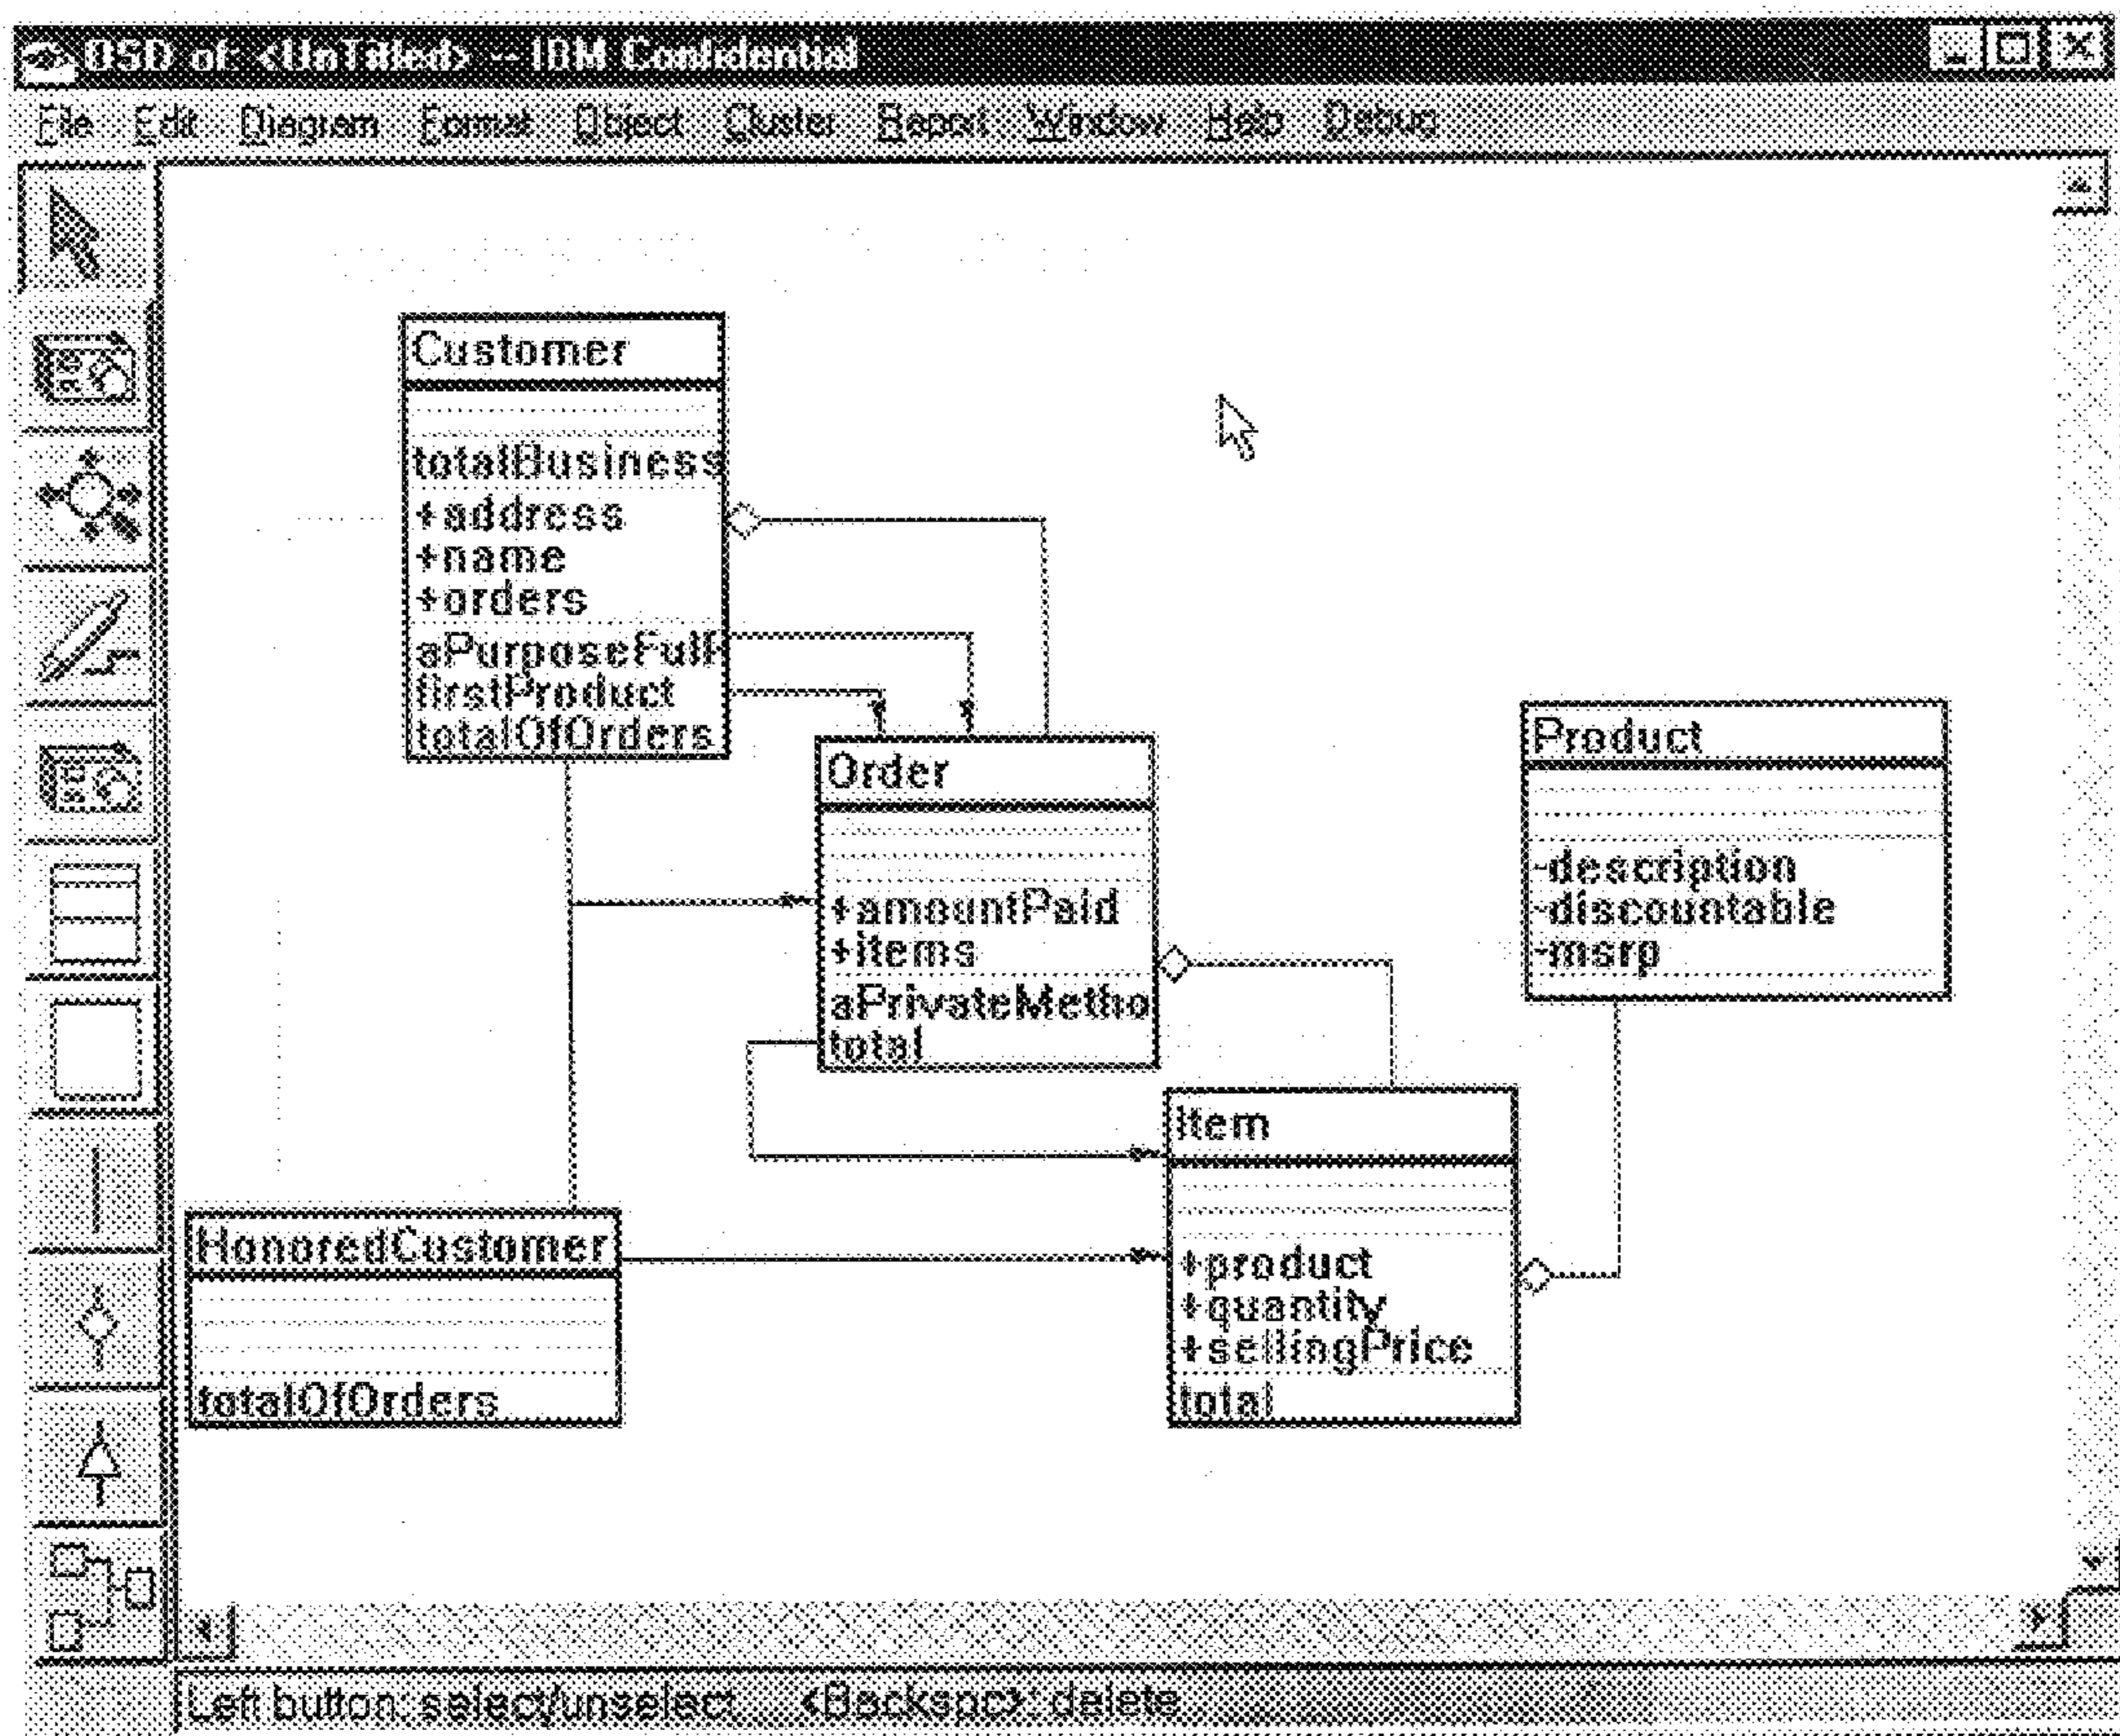 OSD of: <UnTitled> -- IBM Confidential
File Edit Diagram Format Object Cluster Report Window Help Debug
Customer
totalBusiness
+address
+name
+orders
aPurposeFull
firstProduct
totalOfOrders
Order
+amountPaid
+items
aPrivateMetho
total
Product
-description
-discountable
-msrp
Item
+product
+quantity
+sellingPrice
total
HonoredCustomer
totalOfOrders
Left button: select/unselect <Backspc>: delete